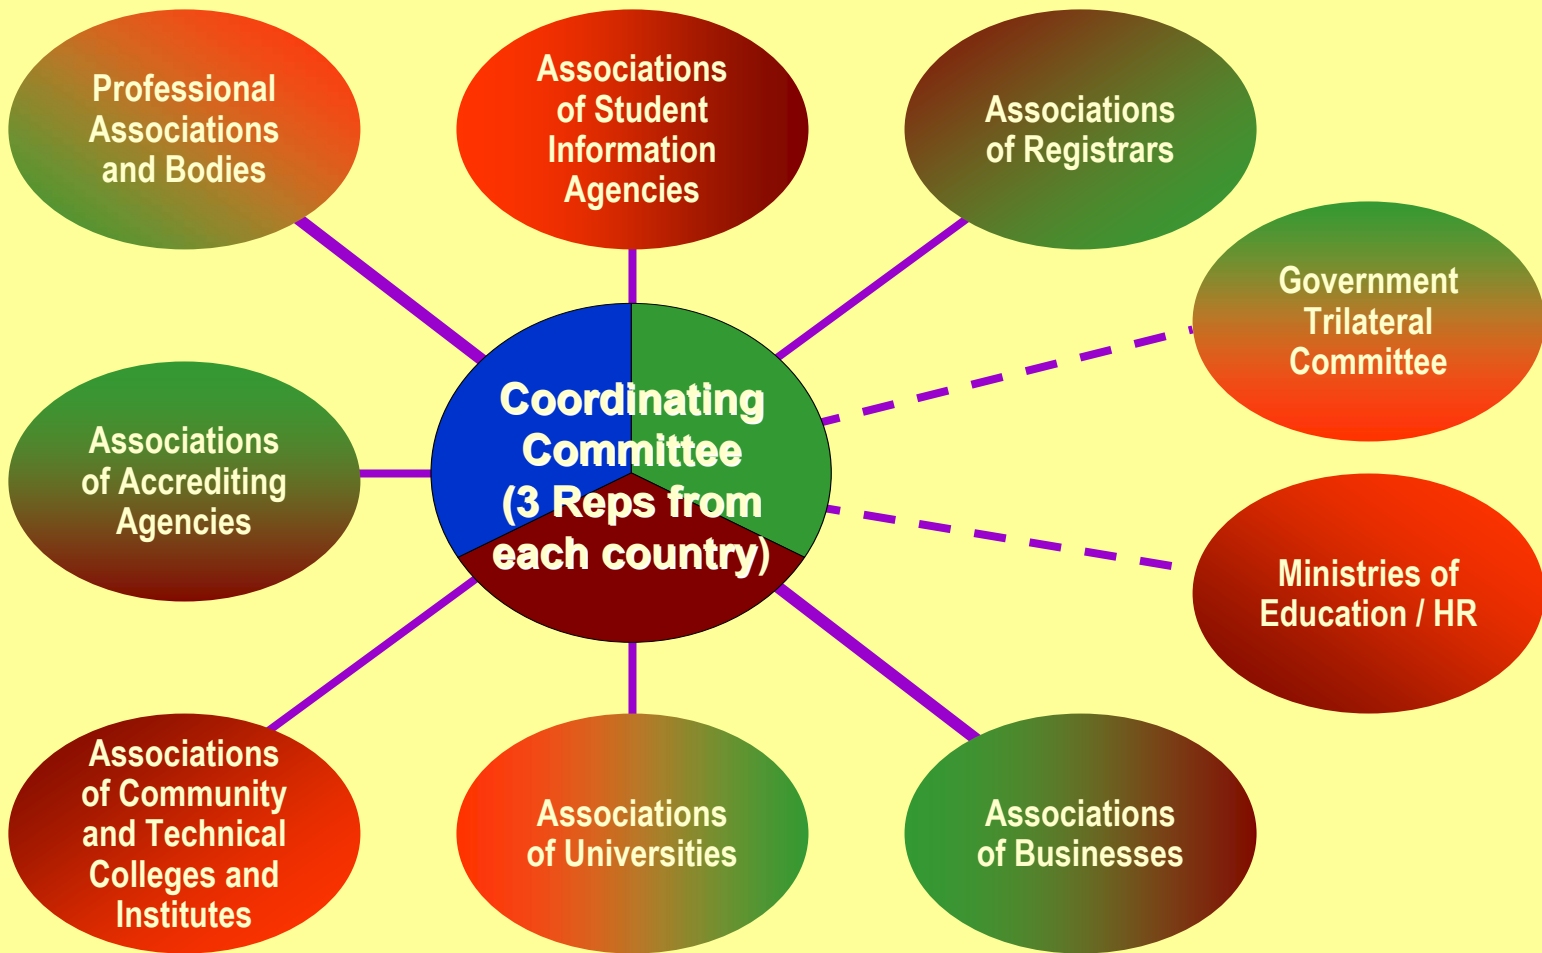 Professional
Associations
and Bodies
Associations
of Student
Information
Agencies
Associations
of Registrars
Government
Trilateral
Committee
Coordinating
Committee
(3 Reps from
each country)
Associations
of Accrediting
Agencies
Ministries of
Education / HR
Associations
of Community
and Technical
Colleges and
Institutes
Associations
of Universities
Associations
of Businesses